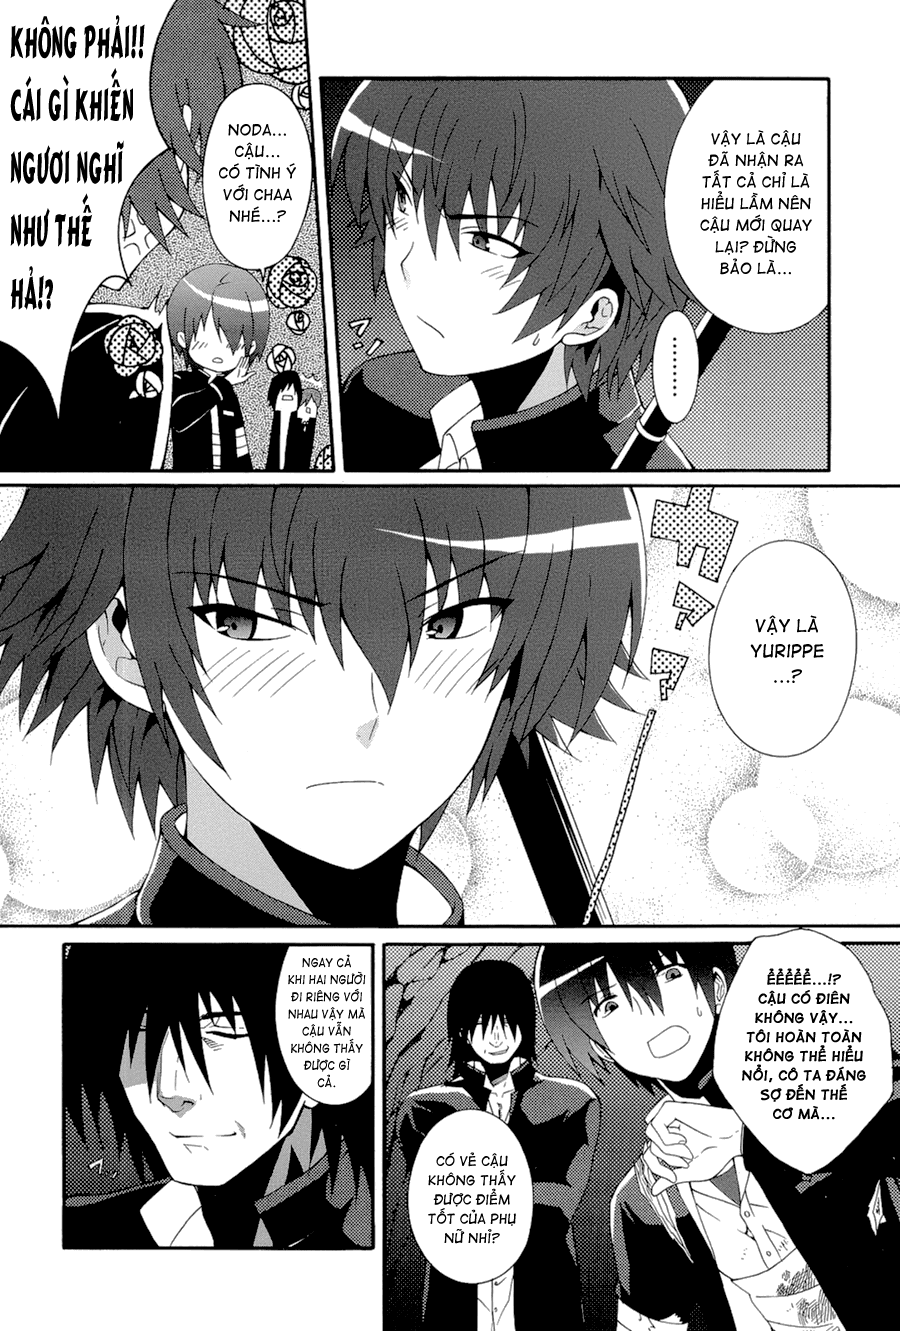 VẬY LÀ CẬU
ĐÃ NHẬN RA
TẤT CẢ CHỈ LÀ
HIỂU LẦM NÊN
CẬU MỚI QUAY
LẠI? ĐỪNG
BẢO LÀ...
.........
NODA...
CẬU...
CÓ TÌNH Ý
VỚI CHAA
NHÉ...?
KHÔNG PHẢI!!
CÁI GÌ KHIẾN
NGƯƠI NGHĨ
NHƯ THẾ
HẢ!?
VẬY LÀ
YURIPPE
...?
ỂỂỂỂỂ...!?
CẬU CÓ ĐIÊN
KHÔNG VẬY...
TÔI HOÀN TOÀN
KHÔNG THỂ HIỂU
NỔI, CÔ TA ĐÁNG
SỢ ĐẾN THẾ
CƠ MÀ...
CÓ VẺ CẬU
KHÔNG THẤY
ĐƯỢC ĐIỂM
TỐT CỦA PHỤ
NỮ NHỈ?
NGAY CẢ
KHI HAI NGƯỜI
ĐI RIÊNG VỚI
NHAU VẬY MÀ
CẬU VẪN
KHÔNG THẤY
ĐƯỢC GÌ
CẢ.